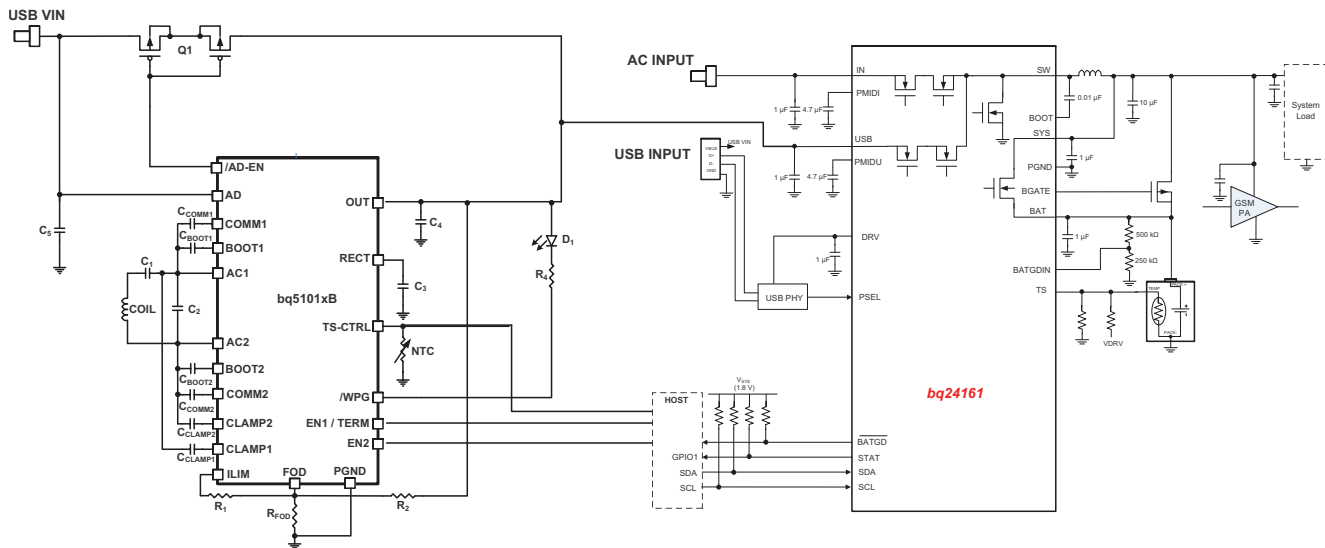 USB VIN
Q1
/AD-EN
AD
C5
CCOMM1
COMM1
CBOOT1
BOOT1
C1
AC1
COIL
C2
AC2
BOOT2
CBOOT2
COMM2
CCOMM2
CLAMP2
CCLAMP2
CLAMP1
CCLAMP1
ILIM
FOD
PGND
R1
RFOD
R2
bq5101xB
OUT
C4
D1
R4
RECT
C3
TS-CTRL
NTC
/WPG
EN1 / TERM
EN2
AC INPUT
USB INPUT
VBUS
D+
D-
GND
USB VIN
1 µF
4.7 µF
1 µF
4.7 µF
IN
PMIDI
USB
PMIDU
DRV
1 µF
USB PHY
PSEL
VSYS
(1.8 V)
HOST
GPIO1
SDA
SCL
BATGD
STAT
SDA
SCL
bq24161
SW
BOOT
SYS
PGND
BGATE
BAT
BATGDIN
TS
0.01 µF
10 µF
1 µF
1 µF
500 kΩ
250 kΩ
VDRV
TEMP
PACK+
PACK-
GSM
PA
System
Load